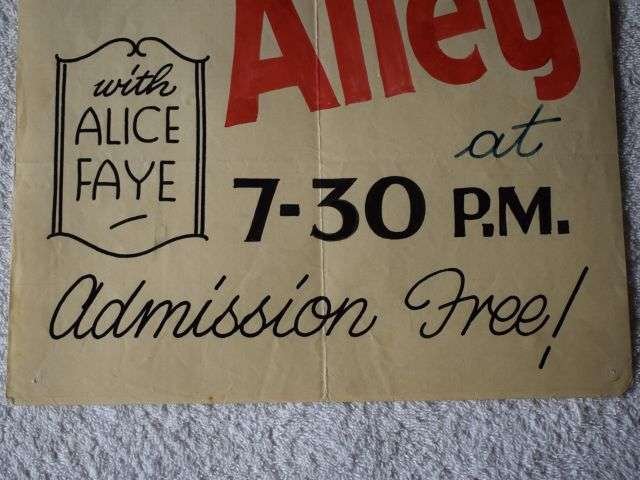 Alley
with
ALICE
FAYE
at
7-30 P.M.
Admission Free!